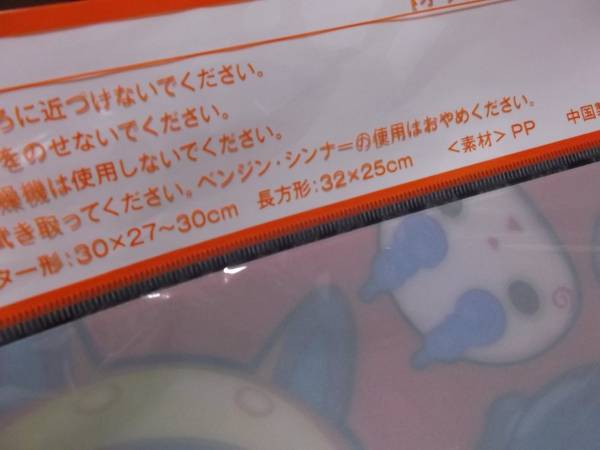 ろに近づけないでください。
をのせないでください。
燥機は使用しないでください。
拭き取ってください。ベンジン・シンナーの使用はおやめください。
ター形:30×27~30cm 長方形:32×25cm <素材>PP 中国製